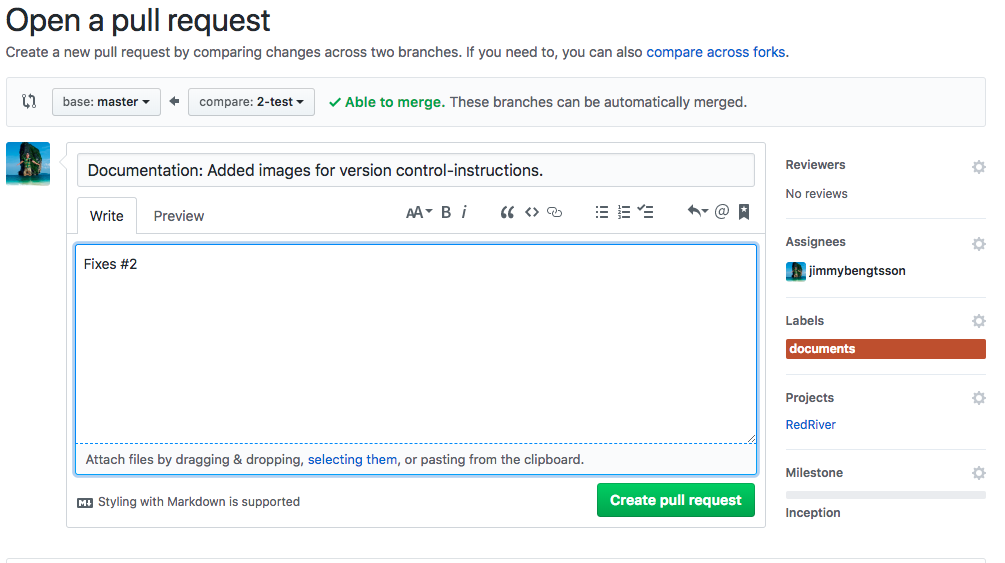 Open a pull request
Create a new pull request by comparing changes across two branches. If you need to, you can also compare across forks.
base: master compare: 2-test Able to merge. These branches can be automatically merged.
Documentation: Added images for version control-instructions.
Write Preview AA B i
Fixes #2
Attach files by dragging & dropping, selecting them, or pasting from the clipboard.
Styling with Markdown is supported
Create pull request
Reviewers
No reviews
Assignees
jimmybengtsson
Labels
documents
Projects
RedRiver
Milestone
Inception